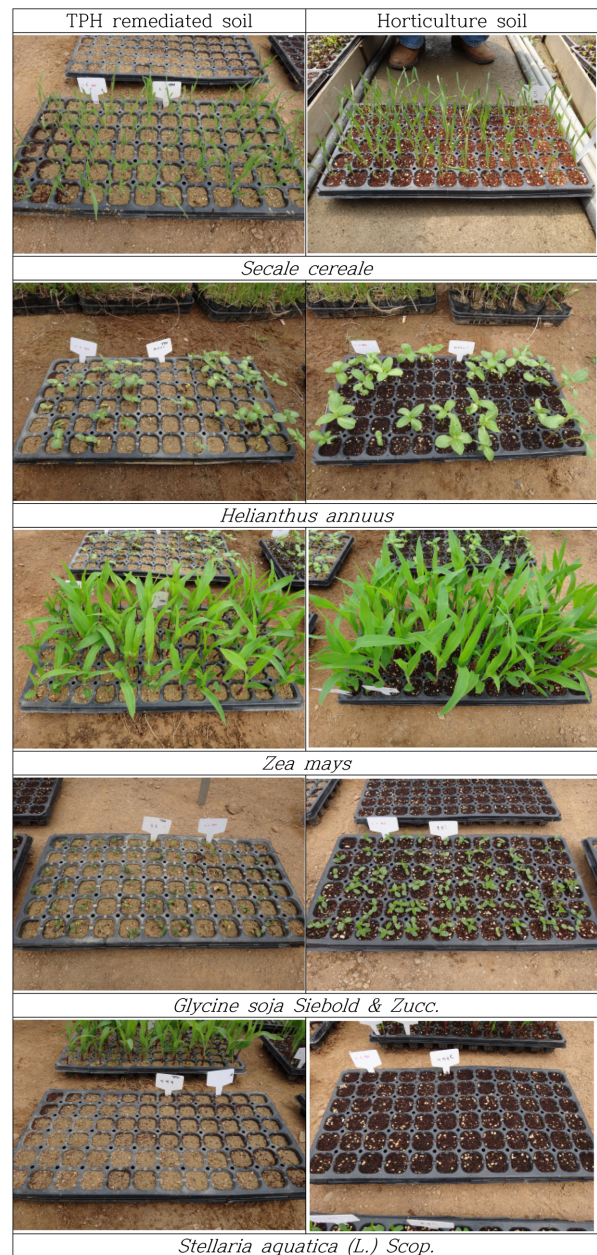 TPH remediated soil
Horticulture soil
Secale cereale
Helianthus annuus
Zea mays
Glycine soja Siebold & Zucc.
Stellaria aquatica (L.) Scop.